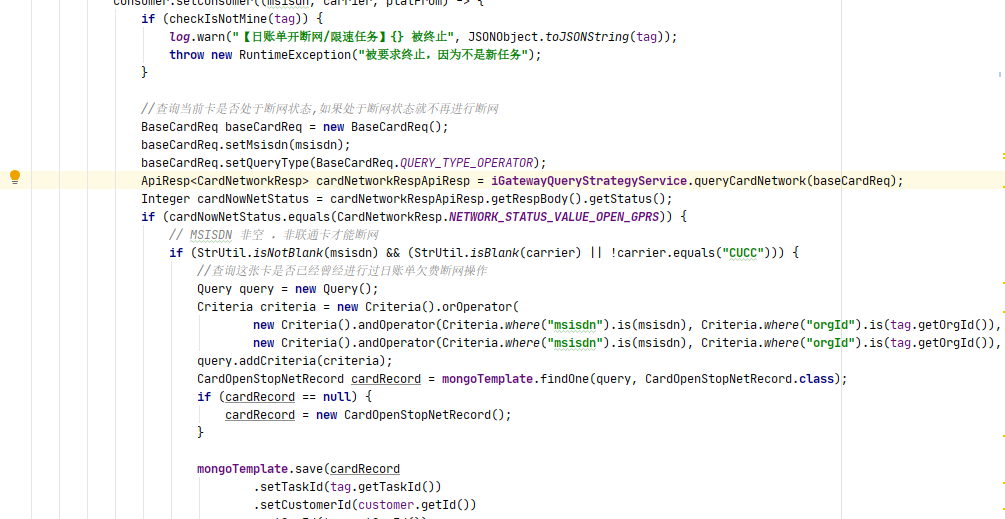 consomer.setConsomer((msisdn, carrier, platFrom) -> {
if (checkIsNotMine(tag)) {
log.warn("【日账单开断网/限速任务】{} 被终止", JSONObject.toJSONString(tag));
throw new RuntimeException("被要求终止，因为不是新任务");
}
//查询当前卡是否处于断网状态,如果处于断网状态就不再进行断网
BaseCardReq baseCardReq = new BaseCardReq();
baseCardReq.setMsisdn(msisdn);
baseCardReq.setQueryType(BaseCardReq.QUERY_TYPE_OPERATOR);
ApiResp<CardNetworkResp> cardNetworkRespApiResp = iGatewayQueryStrategyService.queryCardNetwork(baseCardReq);
Integer cardNowNetStatus = cardNetworkRespApiResp.getRespBody().getStatus();
if (cardNowNetStatus.equals(CardNetworkResp.NETWORK_STATUS_VALUE_OPEN_GPRS)) {
// MSISDN 非空 ，非联通卡才能断网
if (StrUtil.isNotBlank(msisdn) && (StrUtil.isBlank(carrier) || !carrier.equals("CUCC"))) {
//查询这张卡是否已经曾经进行过日账单欠费断网操作
Query query = new Query();
Criteria criteria = new Criteria().orOperator(
new Criteria().andOperator(Criteria.where("msisdn").is(msisdn), Criteria.where("orgId").is(tag.getOrgId()),
new Criteria().andOperator(Criteria.where("msisdn").is(msisdn), Criteria.where("orgId").is(tag.getOrgId()),
query.addCriteria(criteria);
CardOpenStopNetRecord cardRecord = mongoTemplate.findOne(query, CardOpenStopNetRecord.class);
if (cardRecord == null) {
cardRecord = new CardOpenStopNetRecord();
}
mongoTemplate.save(cardRecord
.setTaskId(tag.getTaskId())
.setCustomerId(customer.getId())